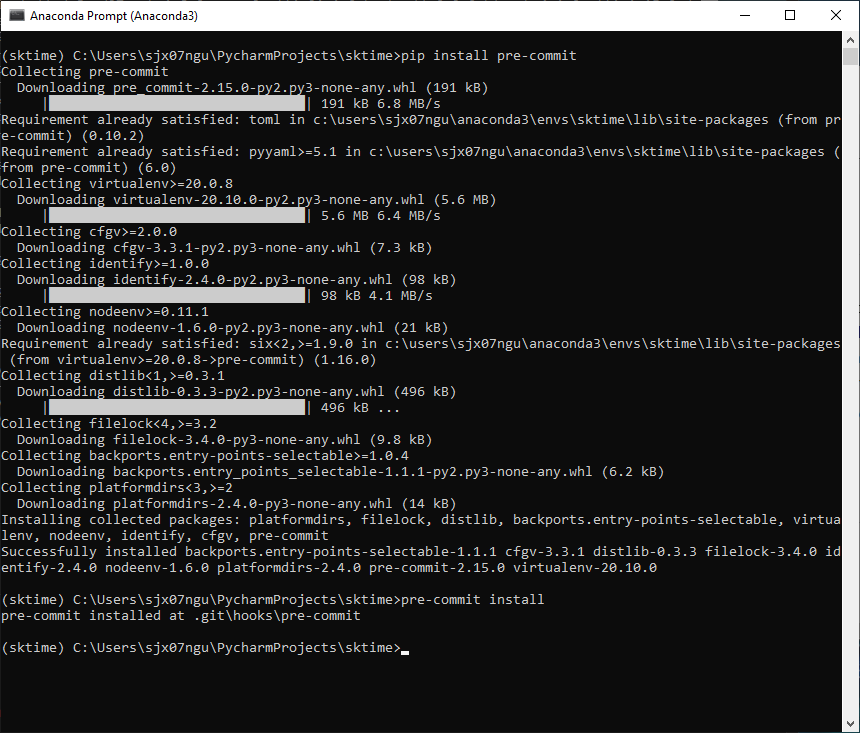 Anaconda Prompt (Anaconda3)
(sktime) C:\Users\sjx07ngu\PycharmProjects\sktime>pip install pre-commit
Collecting pre-commit
  Downloading pre_commit-2.15.0-py2.py3-none-any.whl (191 kB)
     |████████████████████████████████| 191 kB 6.8 MB/s
Requirement already satisfied: toml in c:\users\sjx07ngu\anaconda3\envs\sktime\lib\site-packages (from pr
e-commit) (0.10.2)
Requirement already satisfied: pyyaml>=5.1 in c:\users\sjx07ngu\anaconda3\envs\sktime\lib\site-packages (
from pre-commit) (6.0)
Collecting virtualenv>=20.0.8
  Downloading virtualenv-20.10.0-py2.py3-none-any.whl (5.6 MB)
     |████████████████████████████████| 5.6 MB 6.4 MB/s
Collecting cfgv>=2.0.0
  Downloading cfgv-3.3.1-py2.py3-none-any.whl (7.3 kB)
Collecting identify>=1.0.0
  Downloading identify-2.4.0-py2.py3-none-any.whl (98 kB)
     |████████████████████████████████| 98 kB 4.1 MB/s
Collecting nodeenv>=0.11.1
  Downloading nodeenv-1.6.0-py2.py3-none-any.whl (21 kB)
Requirement already satisfied: six<2,>=1.9.0 in c:\users\sjx07ngu\anaconda3\envs\sktime\lib\site-packages
 (from virtualenv>=20.0.8->pre-commit) (1.16.0)
Collecting distlib<1,>=0.3.1
  Downloading distlib-0.3.3-py2.py3-none-any.whl (496 kB)
     |████████████████████████████████| 496 kB ...
Collecting filelock<4,>=3.2
  Downloading filelock-3.4.0-py3-none-any.whl (9.8 kB)
Collecting backports.entry-points-selectable>=1.0.4
  Downloading backports.entry_points_selectable-1.1.1-py2.py3-none-any.whl (6.2 kB)
Collecting platformdirs<3,>=2
  Downloading platformdirs-2.4.0-py3-none-any.whl (14 kB)
Installing collected packages: platformdirs, filelock, distlib, backports.entry-points-selectable, virtua
lenv, nodeenv, identify, cfgv, pre-commit
Successfully installed backports.entry-points-selectable-1.1.1 cfgv-3.3.1 distlib-0.3.3 filelock-3.4.0 id
entify-2.4.0 nodeenv-1.6.0 platformdirs-2.4.0 pre-commit-2.15.0 virtualenv-20.10.0
(sktime) C:\Users\sjx07ngu\PycharmProjects\sktime>pre-commit install
pre-commit installed at .git\hooks\pre-commit
(sktime) C:\Users\sjx07ngu\PycharmProjects\sktime>